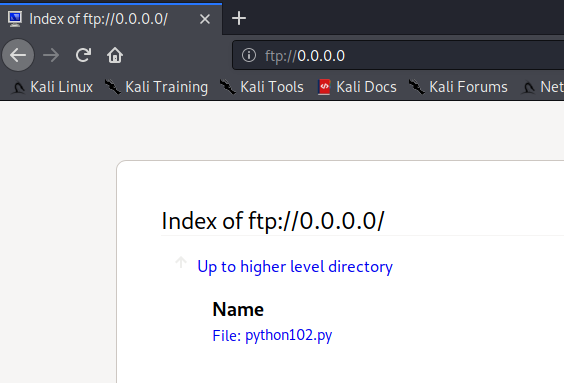 Index of ftp://0.0.0.0/
ftp://0.0.0.0
Kali Linux Kali Training Kali Tools Kali Docs Kali Forums Net
Index of ftp://0.0.0.0/
Up to higher level directory
Name
File: python102.py